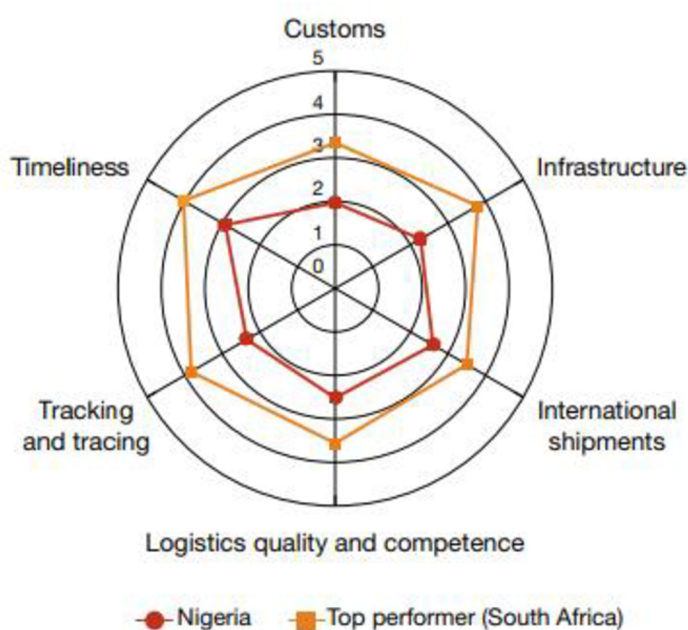 Customs
5
4
3
2
1
0
Timeliness
Infrastructure
Tracking
and tracing
International
shipments
Logistics quality and competence
Nigeria
Top performer (South Africa)